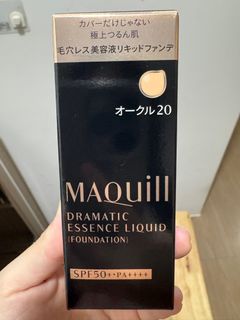 カバーだけじゃない
極上つるん肌
毛穴レス美容液リキッドファンデ
オークル20
MAQuill
DRAMATIC
ESSENCE LIQUID
(FOUNDATION)
SPF50+・PA++++